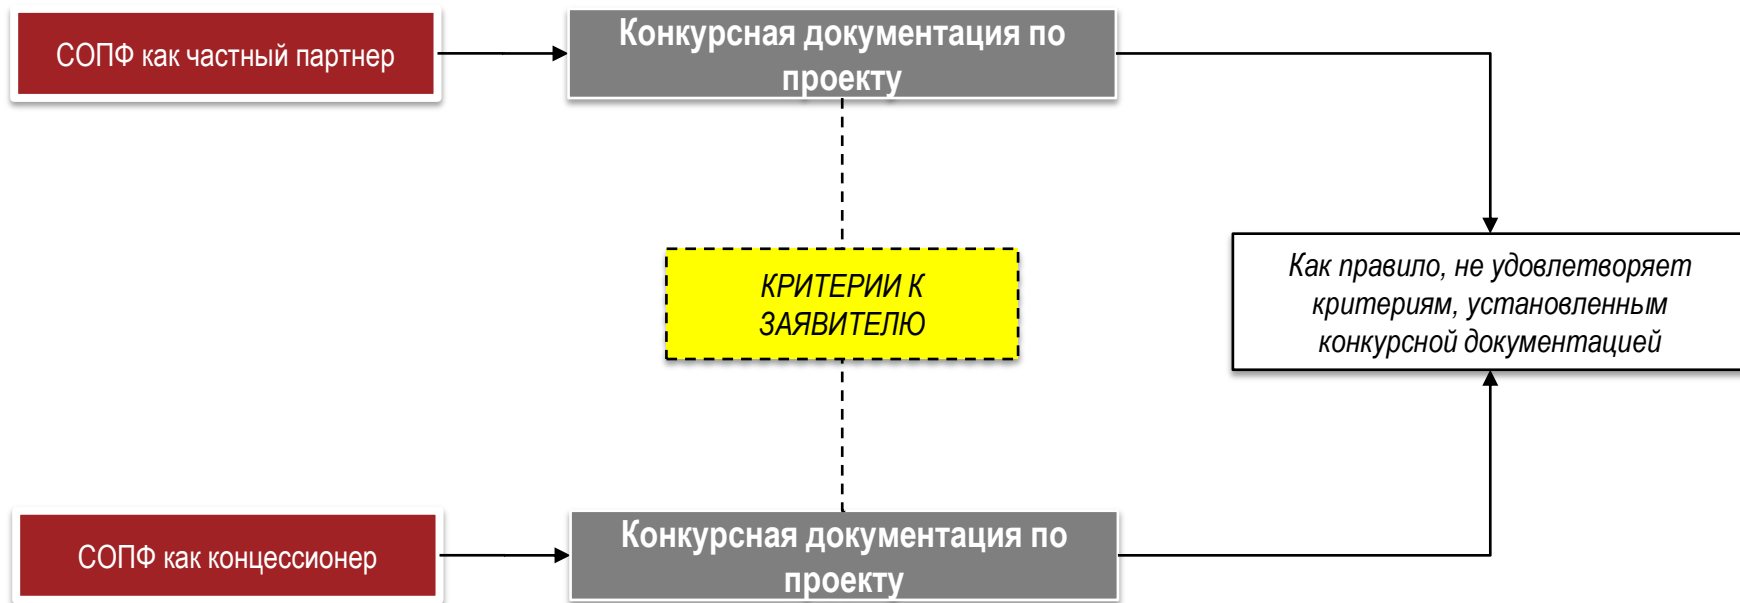 СОПФ как частный партнер
Конкурсная документация по
проекту
КРИТЕРИИ К
ЗАЯВИТЕЛЮ
Как правило, не удовлетворяет
критериям, установленным
конкурсной документацией
СОПФ как концессионер
Конкурсная документация по
проекту